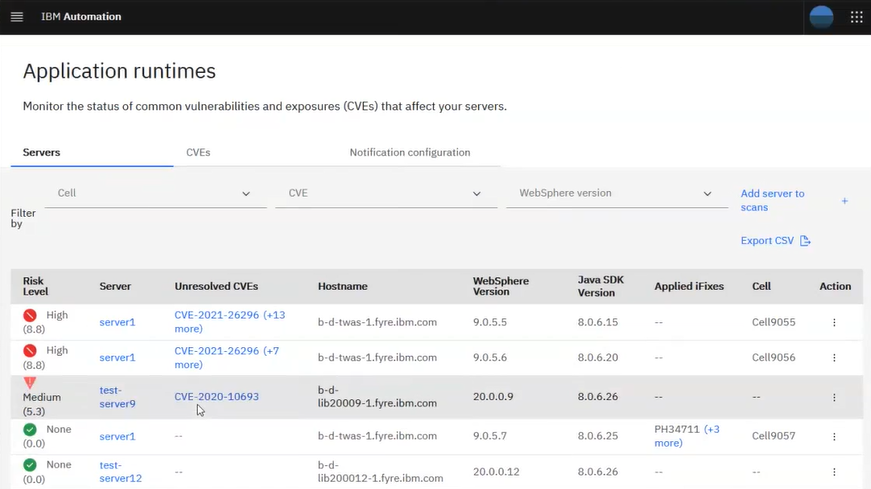 IBM Automation
Application runtimes
Monitor the status of common vulnerabilities and exposures (CVEs) that affect your servers.
Servers CVEs Notification configuration
Filter by
Cell CVE WebSphere version
Add server to
scans +
Export CSV
Risk Level Server Unresolved CVEs Hostname WebSphere Version Java SDK Version Applied iFixes Cell Action
High (8.8) server1 CVE-2021-26296 (+13 more) b-d-twas-1.fyre.ibm.com 9.0.5.5 8.0.6.15 -- Cell9055
High (8.8) server1 CVE-2021-26296 (+7 more) b-d-twas-1.fyre.ibm.com 9.0.5.6 8.0.6.20 -- Cell9056
Medium (5.3) test-server9 CVE-2020-10693 b-d-lib20009-1.fyre.ibm.com 20.0.0.9 8.0.6.26 -- --
None (0.0) server1 -- b-d-twas-1.fyre.ibm.com 9.0.5.7 8.0.6.25 PH34711 (+3 more) Cell9057
None (0.0) test-server12 -- b-d-lib200012-1.fyre.ibm.com 20.0.0.12 8.0.6.26 -- --